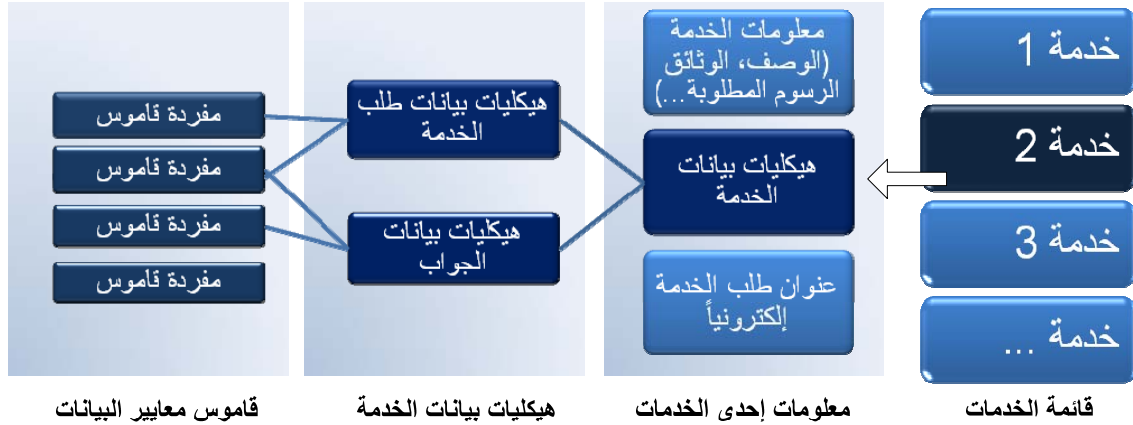 خدمة 1
خدمة 2
خدمة 3
خدمة ...
قائمة الخدمات
معلومات الخدمة
(الوصف، الوثائق
الرسوم المطلوبة...)
هيكليات بيانات
الخدمة
عنوان طلب الخدمة
إلكترونياً
معلومات إحدى الخدمات
هيكليات بيانات طلب
الخدمة
هيكليات بيانات
الجواب
هيكليات بيانات الخدمة
مفردة قاموس
مفردة قاموس
مفردة قاموس
مفردة قاموس
قاموس معايير البيانات